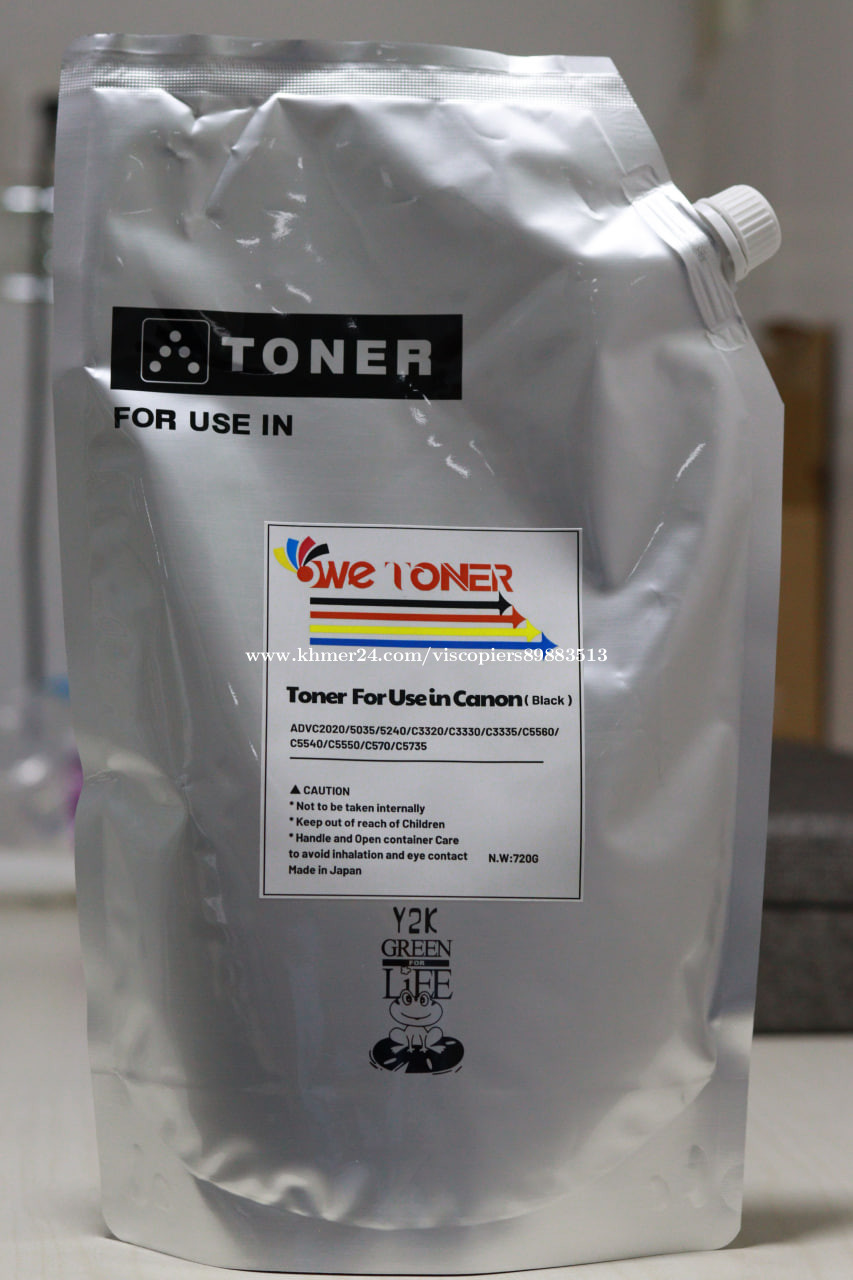 TONER
FOR USE IN
We TONER
www.khmer24.com/viscopiers89883513
Toner For Use in Canon ( Black )
ADVC2020/5035/5240/C3320/C3330/C3335/C5560/
C5540/C5550/C570/C5735
CAUTION
* Not to be taken internally
* Keep out of reach of Children
* Handle and Open container Care
to avoid inhalation and eye contact N.W:720G
Made in Japan
Y2K
GREEN
FOR
LiFE